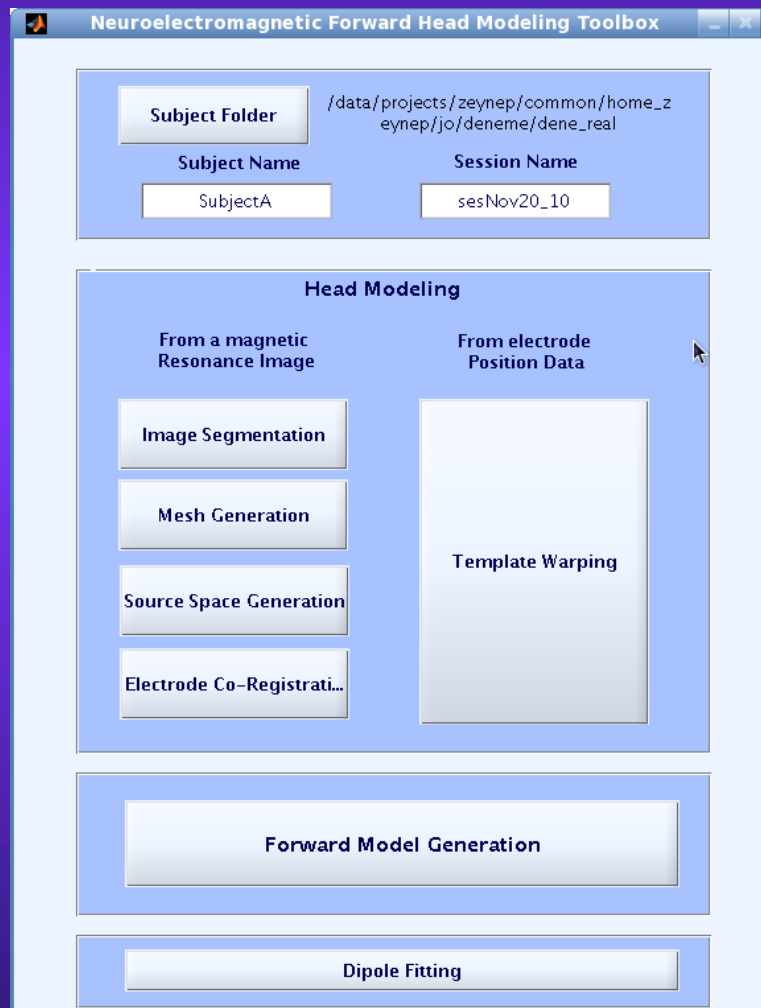 Neuroelectromagnetic Forward Head Modeling Toolbox
Subject Folder
/data/projects/zeynep/common/home_z
eynep/jo/deneme/dene_real
Subject Name
Session Name
SubjectA
sesNov20_10
Head Modeling
From a magnetic
Resonance Image
From electrode
Position Data
Image Segmentation
Mesh Generation
Source Space Generation
Electrode Co-Registrati...
Template Warping
Forward Model Generation
Dipole Fitting